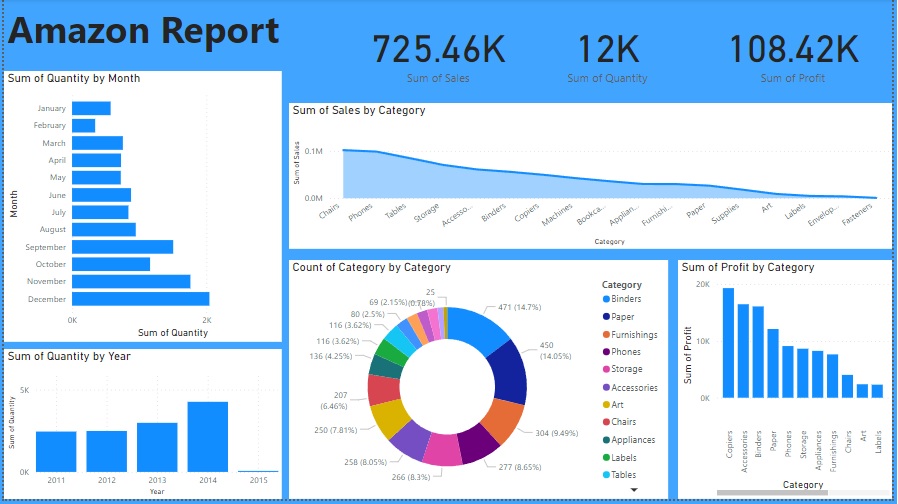 Amazon Report
725.46K
Sum of Sales
12K
Sum of Quantity
108.42K
Sum of Profit
Sum of Quantity by Month
Month
January
February
March
April
May
June
July
August
September
October
November
December
0K
2K
Sum of Quantity
Sum of Sales by Category
Sum of Sales
0.1M
0.0M
Chairs
Phones
Tables
Storage
Accesso...
Binders
Copiers
Machines
Bookca...
Applian...
Furnishi...
Paper
Supplies
Art
Labels
Envelop...
Fasteners
Category
Sum of Quantity by Year
Sum of Quantity
5K
0K
2011
2012
2013
2014
2015
Year
Count of Category by Category
25
471 (14.7%)
450
(14.05%)
304 (9.49%)
277 (8.65%)
266 (8.3%)
258 (8.05%)
250 (7.81%)
207
(6.46%)
136 (4.25%)
116 (3.62%)
116 (3.62%)
80 (2.5%)
69 (2.15%)
(0.78%)
Category
Binders
Paper
Furnishings
Phones
Storage
Accessories
Art
Chairs
Appliances
Labels
Tables
Sum of Profit by Category
Sum of Profit
20K
10K
0K
Copiers
Accessories
Binders
Paper
Phones
Storage
Appliances
Furnishings
Chairs
Art
Labels
Category